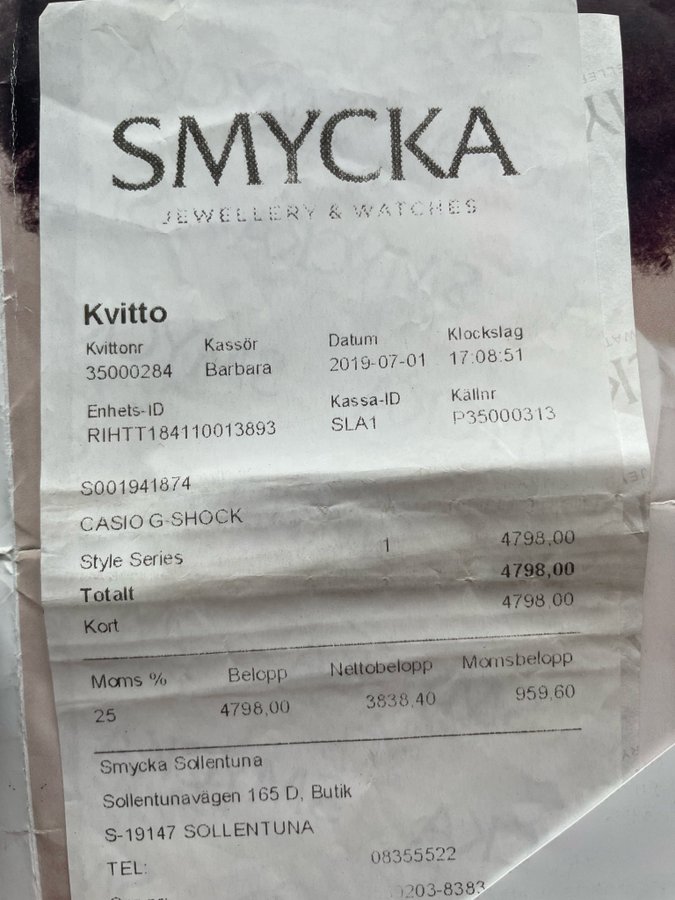 SMYCKA
JEWELLERY & WATCHES
Kvitto
Kvittonr Kassör Datum Klockslag
35000284 Barbara 2019-07-01 17:08:51
Enhets-ID Kassa-ID Källnr
RIHTT184110013893 SLA1 P35000313
S001941874
CASIO G-SHOCK
Style Series 1 4798,00
Totalt 4798,00
Kort 4798,00
Moms % Belopp Nettobelopp Momsbelopp
25 4798,00 3838,40 959,60
Smycka Sollentuna
Sollentunavägen 165 D, Butik
S-19147 SOLLENTUNA
TEL: 08355522
0203-8383